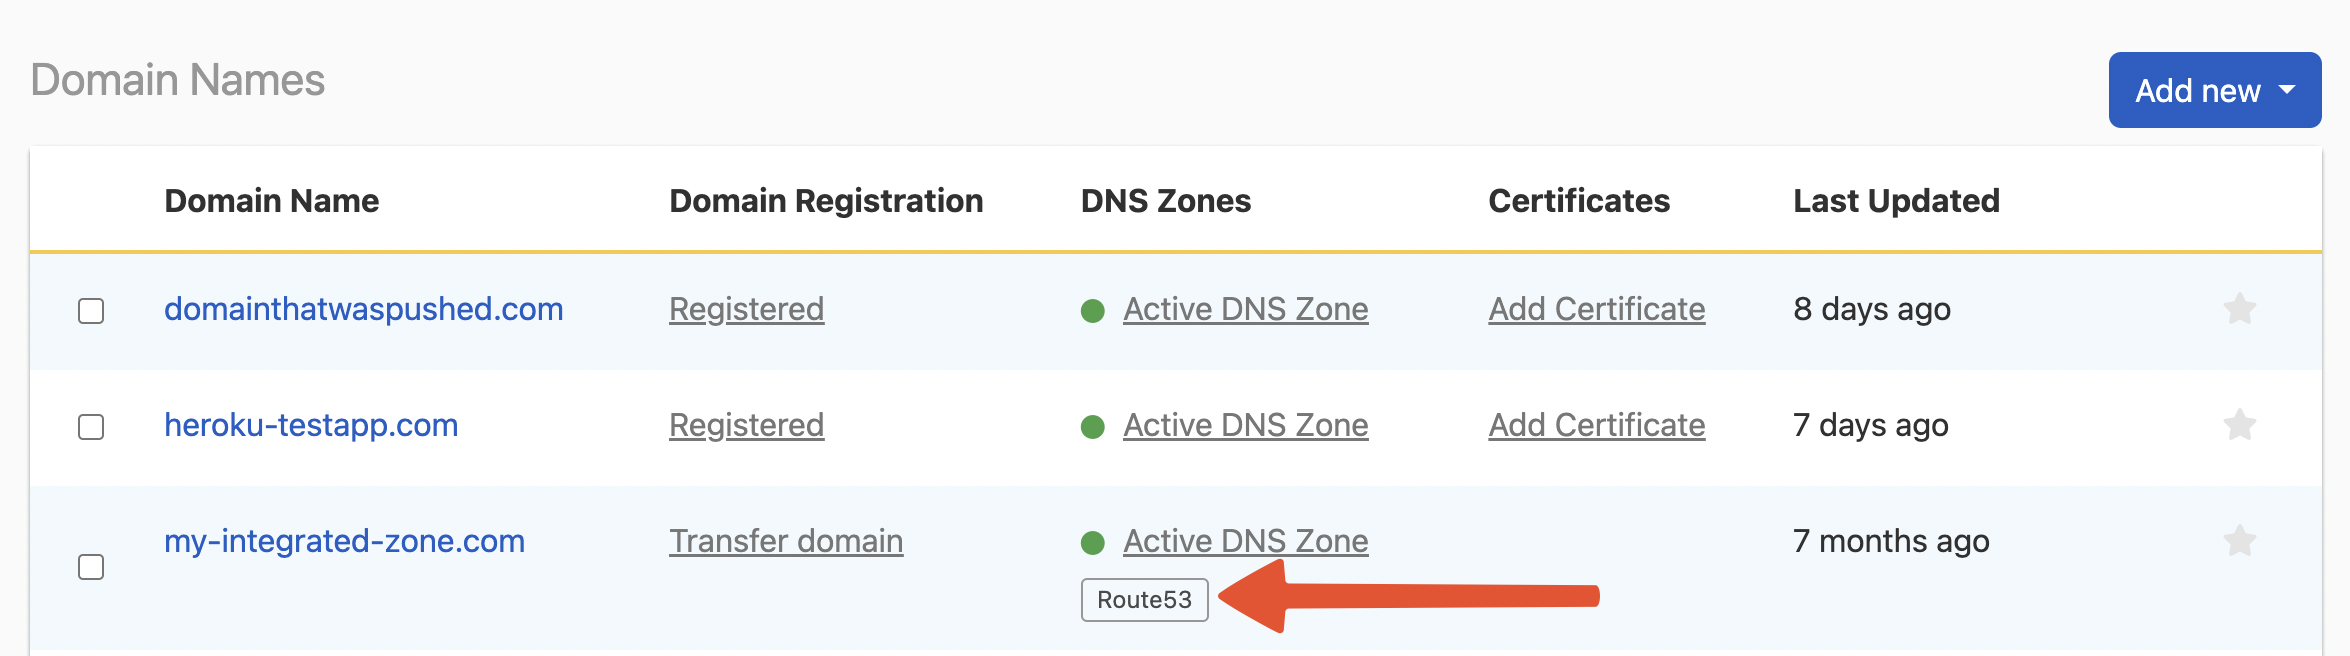 Domain Names
Add new
Domain Name Domain Registration DNS Zones Certificates Last Updated
domainthatwaspushed.com Registered Active DNS Zone Add Certificate 8 days ago
heroku-testapp.com Registered Active DNS Zone Add Certificate 7 days ago
my-integrated-zone.com Transfer domain Active DNS Zone 7 months ago
Route53